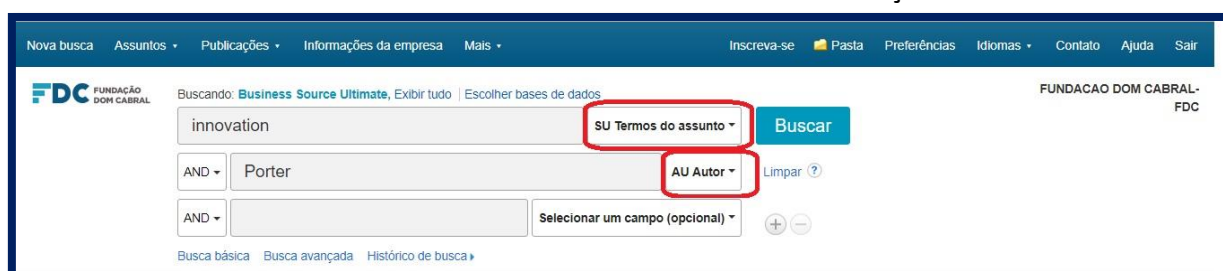 Nova busca Assuntos Publicações Informações da empresa Mais Inscreva-se Pasta Preferências Idiomas Contato Ajuda Sair
FDC FUNDAÇÃO DOM CABRAL
Buscando: Business Source Ultimate, Exibir tudo | Escolher bases de dados
FUNDACAO DOM CABRAL-
FDC
innovation SU Termos do assunto Buscar
AND Porter AU Autor Limpar ?
AND Selecionar um campo (opcional) + −
Busca básica Busca avançada Histórico de busca